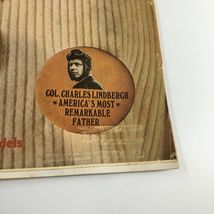 COL. CHARLES LINDBERGH
★ AMERICA'S MOST ★
REMARKABLE
FATHER
dels